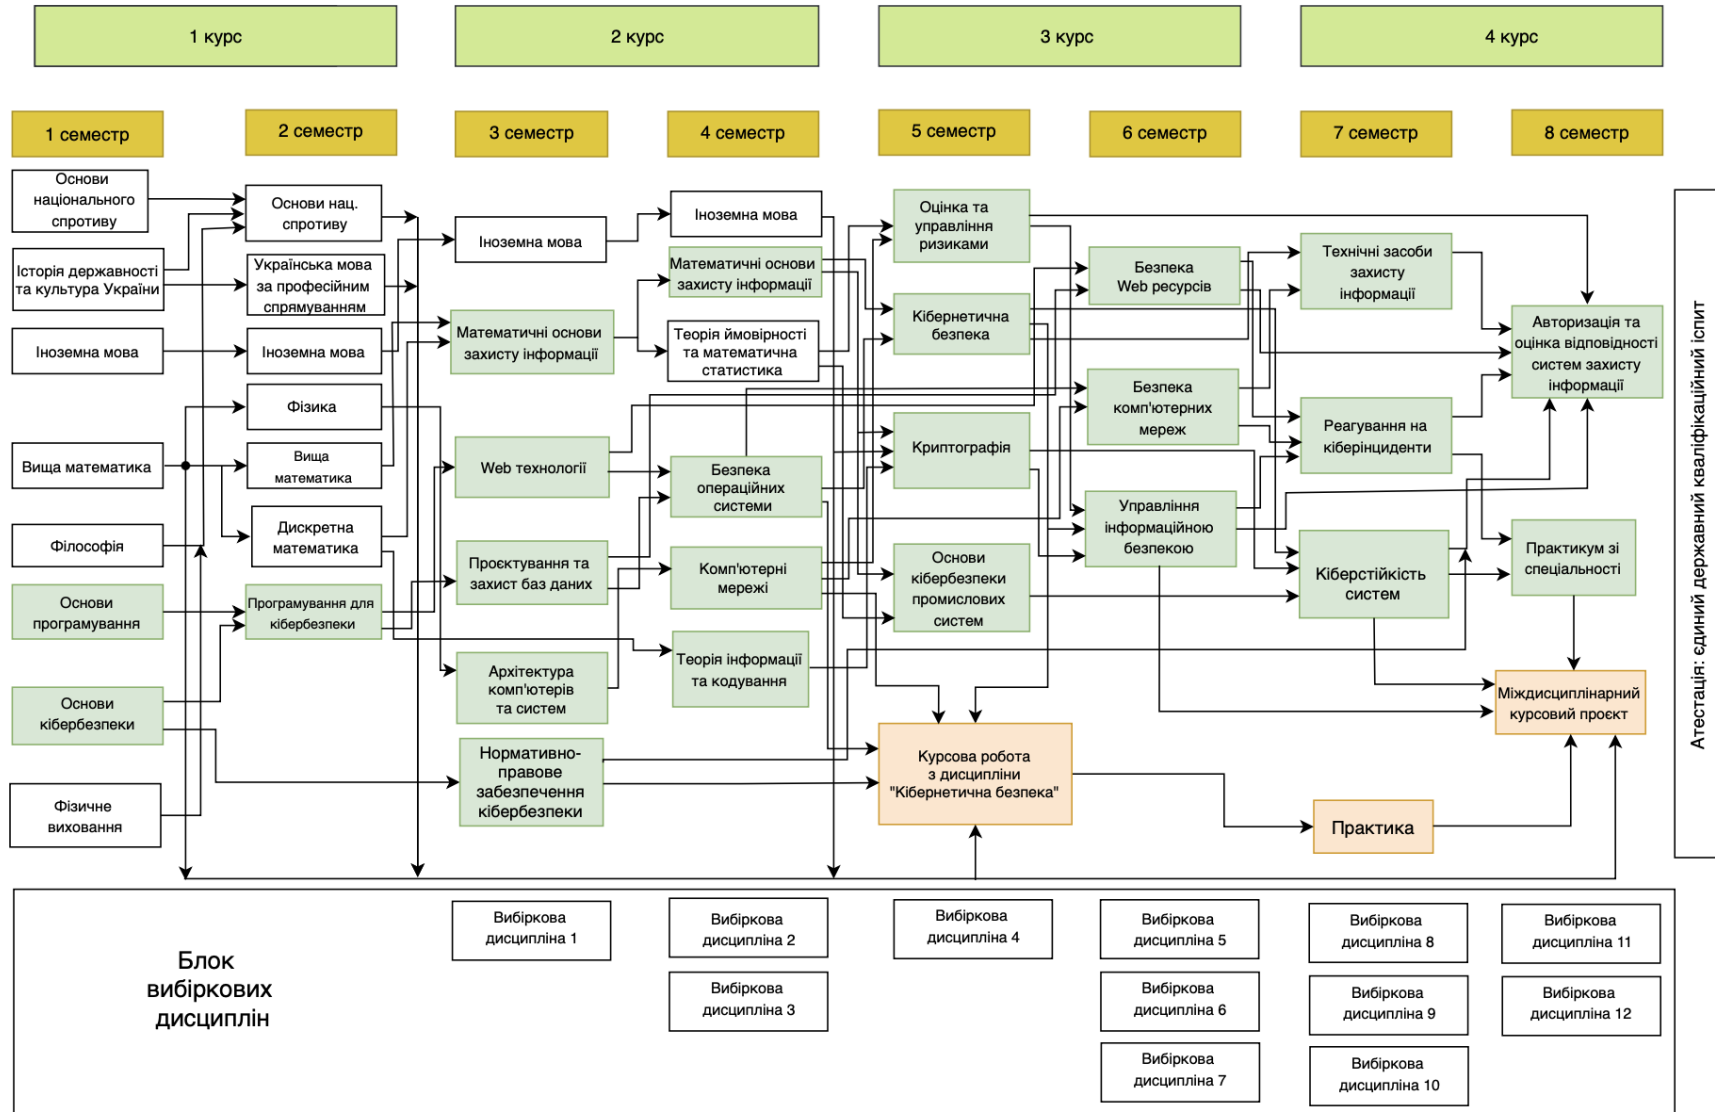 1 курс
2 курс
3 курс
4 курс
1 семестр
2 семестр
3 семестр
4 семестр
5 семестр
6 семестр
7 семестр
8 семестр
Основи
національного
спротиву
Історія державності
та культура України
Іноземна мова
Вища математика
Філософія
Основи
програмування
Основи
кібербезпеки
Фізичне
виховання
Основи нац.
спротиву
Українська мова
за професійним
спрямуванням
Іноземна мова
Фізика
Вища
математика
Дискретна
математика
Програмування для
кібербезпеки
Іноземна мова
Математичні основи
захисту інформації
Web технології
Проєктування та
захист баз даних
Архітектура
комп'ютерів
та систем
Нормативно-
правове
забезпечення
кібербезпеки
Іноземна мова
Математичні основи
захисту інформації
Теорія ймовірності
та математична
статистика
Безпека
операційних
системи
Комп'ютерні
мережі
Теорія інформації
та кодування
Оцінка та
управління
ризиками
Кібернетична
безпека
Криптографія
Основи
кібербезпеки
промислових
систем
Курсова робота
з дисципліни
"Кібернетична безпека"
Безпека
Web ресурсів
Безпека
комп'ютерних
мереж
Управління
інформаційною
безпекою
Технічні засоби
захисту
інформації
Реагування на
кіберінциденти
Кіберстійкість
систем
Практика
Авторизація та
оцінка відповідності
систем захисту
інформації
Практикум зі
спеціальності
Міждисциплінарний
курсовий проєкт
Атестація: єдиний державний кваліфікаційний іспит
Блок
вибіркових
дисциплін
Вибіркова
дисципліна 1
Вибіркова
дисципліна 2
Вибіркова
дисципліна 3
Вибіркова
дисципліна 4
Вибіркова
дисципліна 5
Вибіркова
дисципліна 6
Вибіркова
дисципліна 7
Вибіркова
дисципліна 8
Вибіркова
дисципліна 9
Вибіркова
дисципліна 10
Вибіркова
дисципліна 11
Вибіркова
дисципліна 12